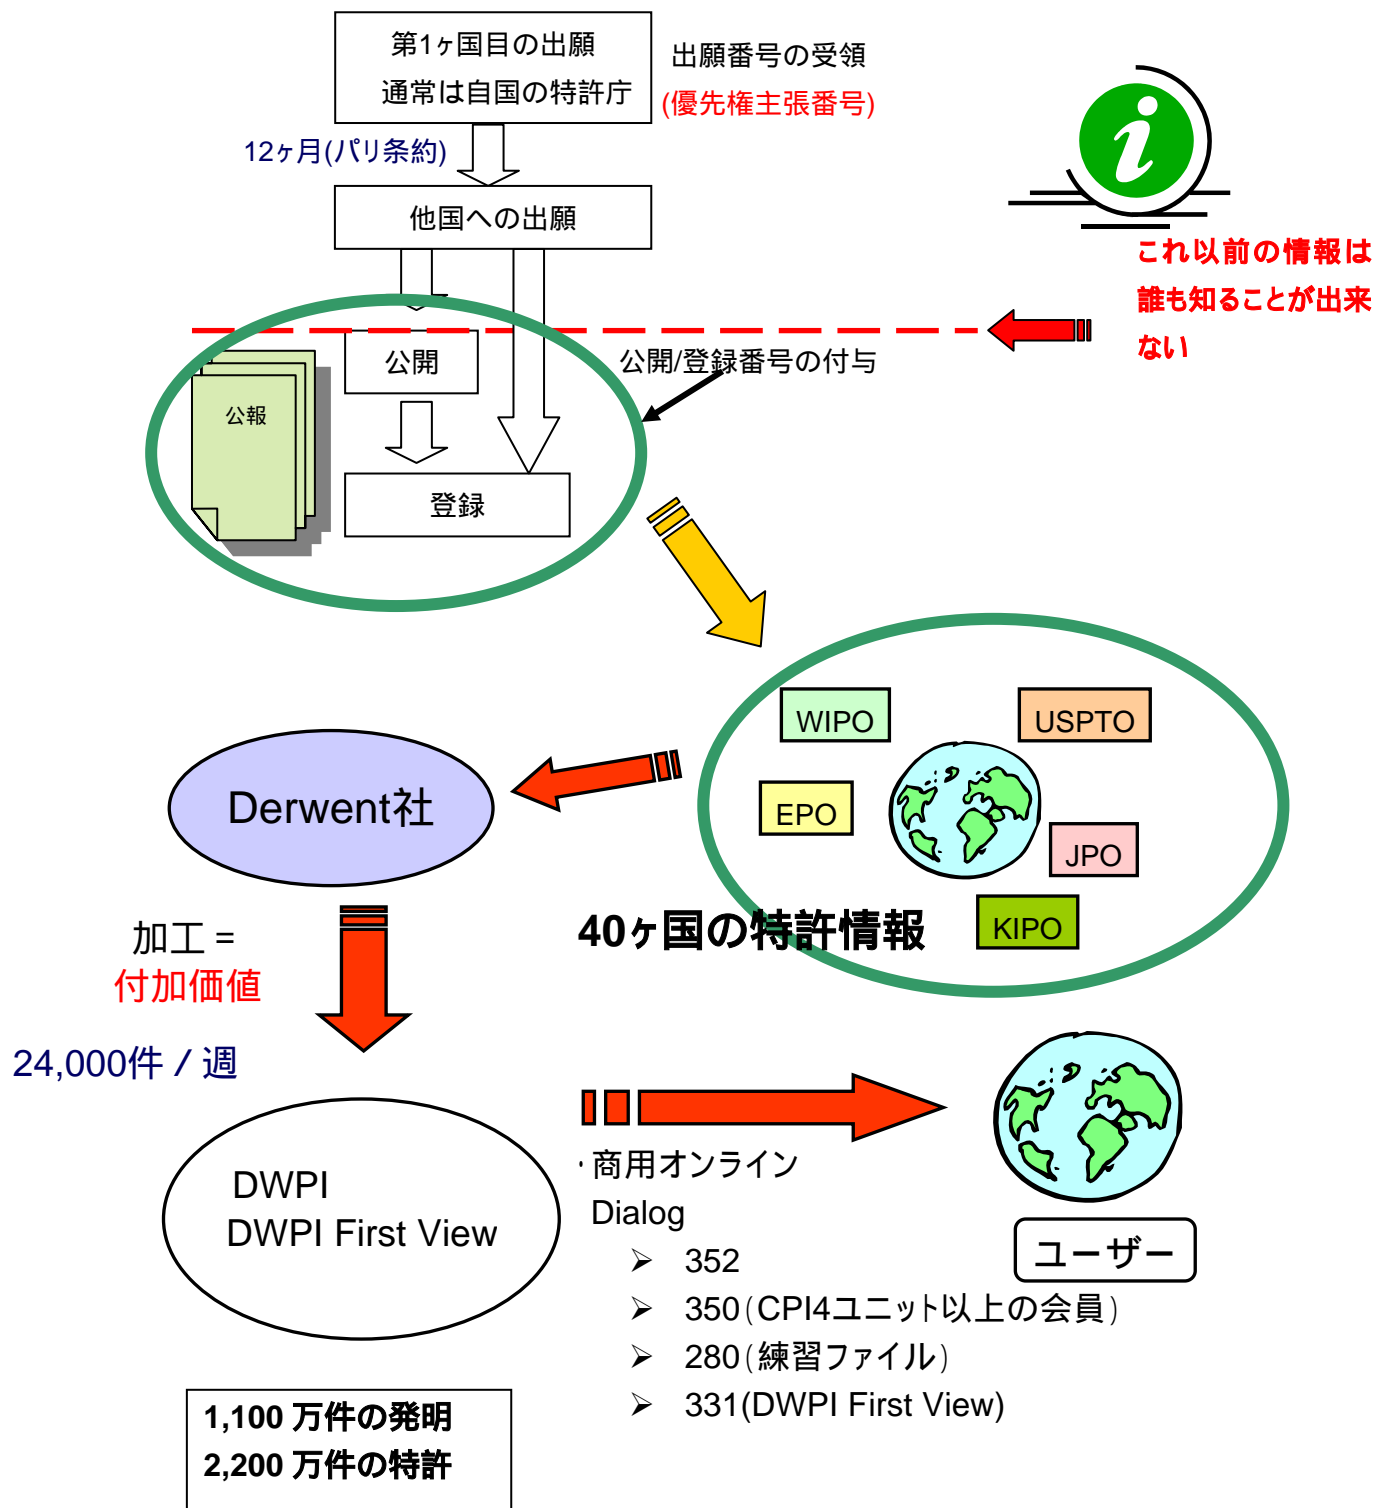 第1ヶ国目の出願
通常は自国の特許庁
出願番号の受領
(優先権主張番号)
12ヶ月(パリ条約)
他国への出願
i
これ以前の情報は
誰も知ることが出来
ない
公開
公開/登録番号の付与
公報
登録
WIPO
USPTO
EPO
JPO
KIPO
40ヶ国の特許情報
Derwent社
加工 =
付加価値
24,000件 / 週
DWPI
DWPI First View
・商用オンライン
Dialog
➢ 352
➢ 350(CPI4ユニット以上の会員)
➢ 280(練習ファイル)
➢ 331(DWPI First View)
ユーザー
1,100 万件の発明
2,200 万件の特許